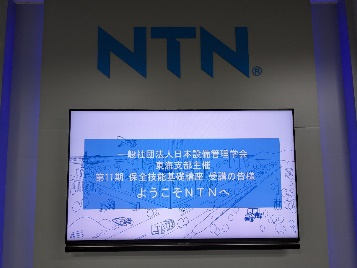 NTN®
一般社団法人日本設備管理学会
東海支部主催
第11期 保全技能基礎講座 受講の皆様
ようこそNTNへ